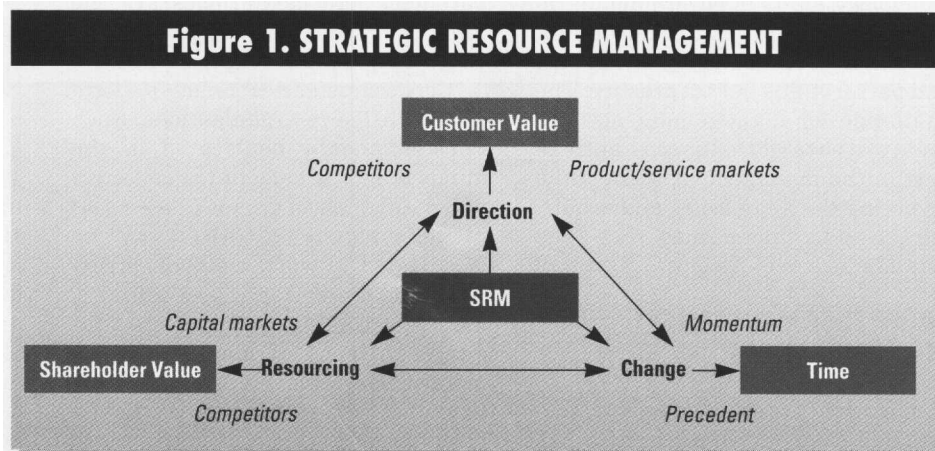 Figure 1. STRATEGIC RESOURCE MANAGEMENT
Customer Value
Competitors
Product/service markets
Direction
SRM
Capital markets
Momentum
Shareholder Value
Resourcing
Change
Time
Competitors
Precedent